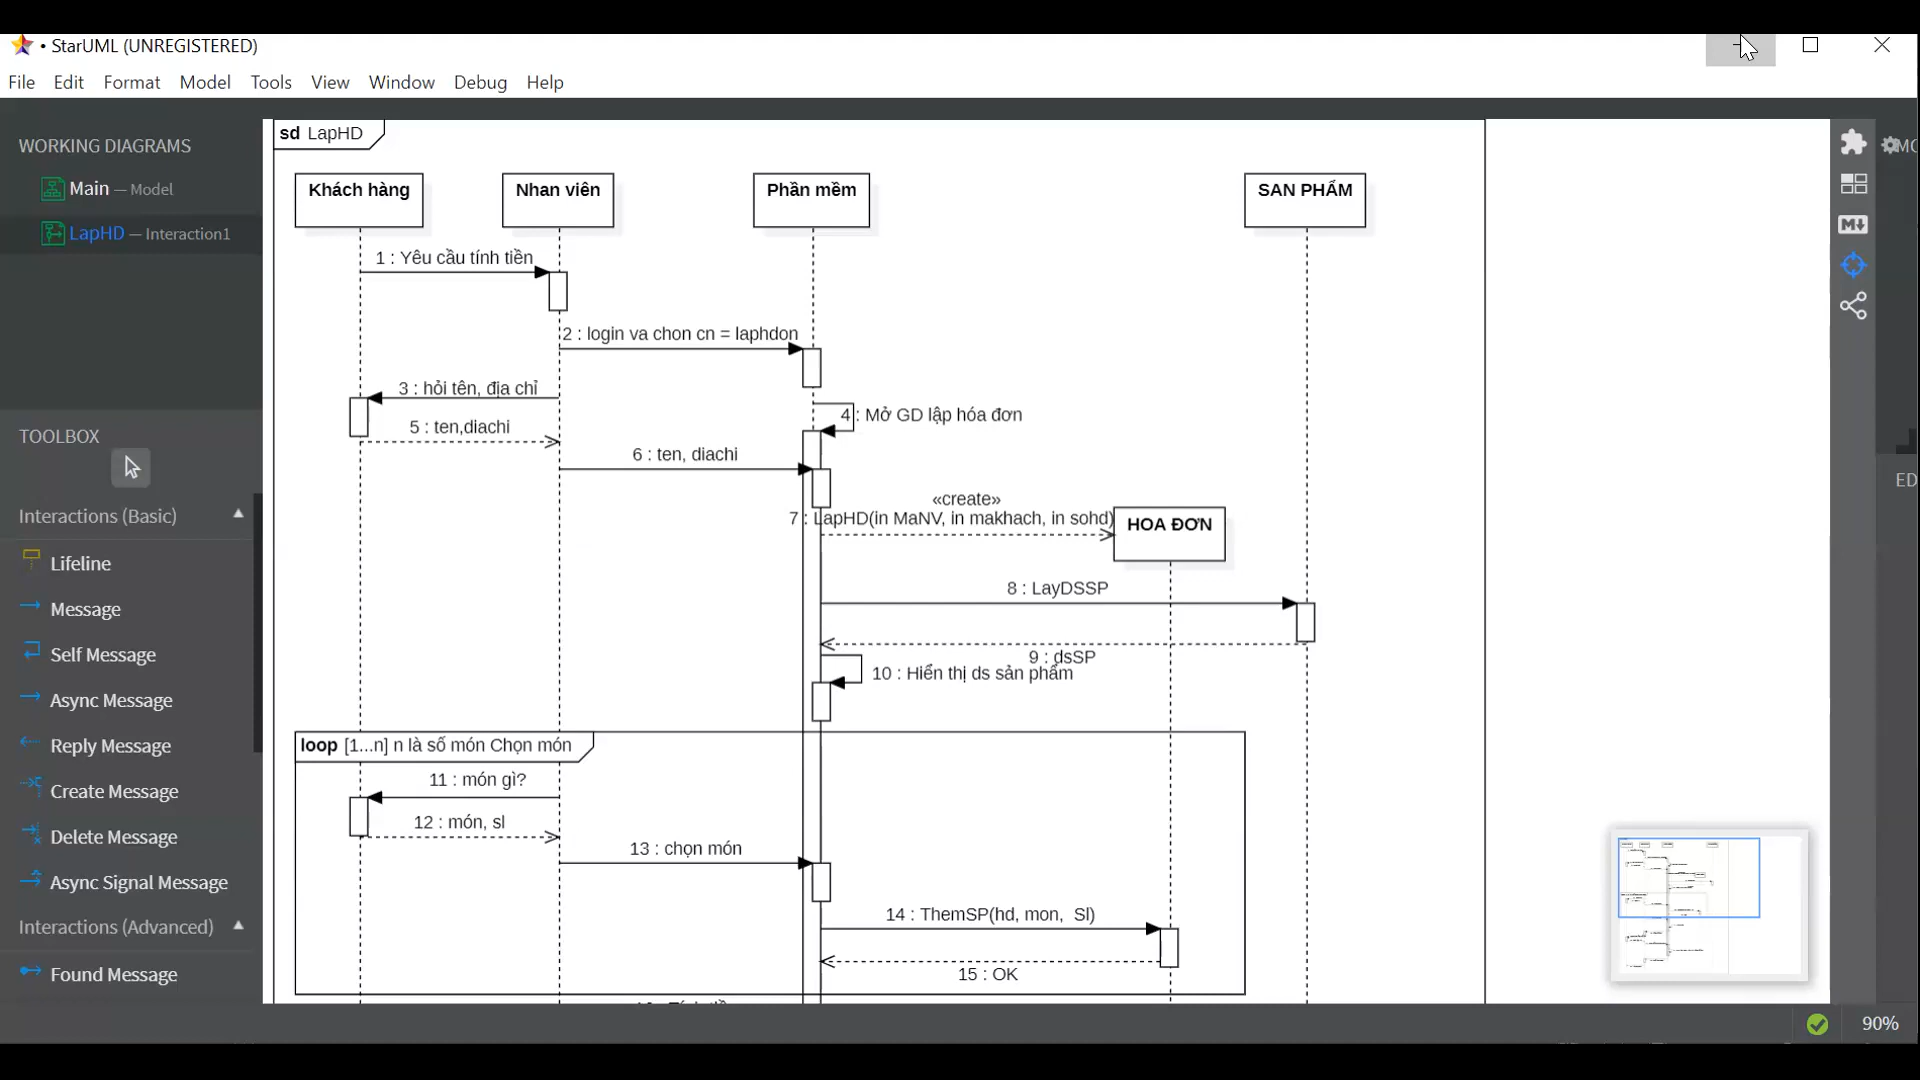 • StarUML (UNREGISTERED)
File Edit Format Model Tools View Window Debug Help
WORKING DIAGRAMS
Main — Model
LapHD — Interaction1
TOOLBOX
Interactions (Basic)
Lifeline
Message
Self Message
Async Message
Reply Message
Create Message
Delete Message
Async Signal Message
Interactions (Advanced)
Found Message
sd LapHD
Khách hàng
Nhan viên
Phần mềm
SAN PHẨM
1 : Yêu cầu tính tiền
2 : login va chon cn = laphdon
3 : hỏi tên, địa chỉ
4 : Mở GD lập hóa đơn
5 : ten,diachi
6 : ten, diachi
«create»
7 : LapHD(in MaNV, in makhach, in sohd)
HOA ĐƠN
8 : LayDSSP
9 : dsSP
10 : Hiển thị ds sản phẩm
loop [1...n] n là số món Chọn món
11 : món gì?
12 : món, sl
13 : chọn món
14 : ThemSP(hd, mon, Sl)
15 : OK
M↓
ED
90%